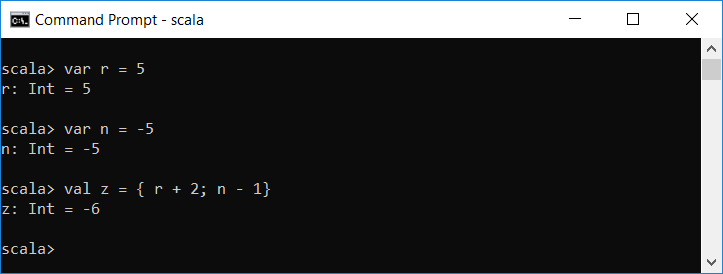 Command Prompt - scala
scala> var r = 5
r: Int = 5
scala> var n = -5
n: Int = -5
scala> val z = { r + 2; n - 1}
z: Int = -6
scala>